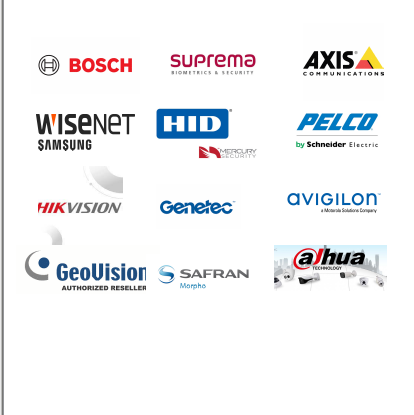 BOSCH
suprema
BIOMETRICS & SECURITY
AXIS
COMMUNICATIONS
WISENET
SAMSUNG
HID
MERCURY
SECURITY
PELCO
by Schneider Electric
HIKVISION
Genetec
AVIGILON
a Motorola Solutions Company
GeoVision
AUTHORIZED RESELLER
SAFRAN
Morpho
alhua
TECHNOLOGY